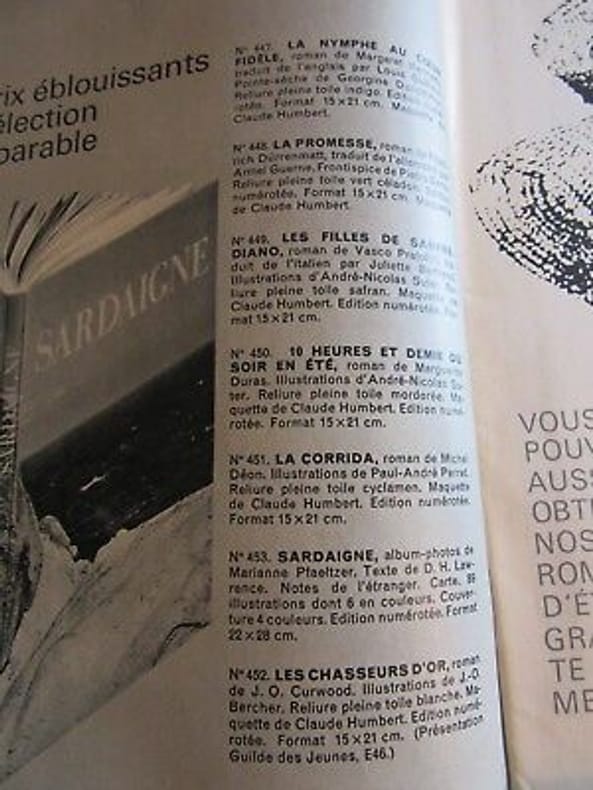 ix éblouissants
élection
parable
SARDAIGNE
N° 447. LA NYMPHE AU
FIDÈLE, roman de Margaret
traduit de l'anglais par Louis
Pointe-sèche de Georgine
Reliure pleine toile indigo.
rotée. Format 15 x 21 cm.
Claude Humbert.
N° 448. LA PROMESSE, roman
rich Dürrenmatt, traduit de
Armel Guerne. Frontispice de
Reliure pleine toile vert céladon.
numérotée. Format 15 x 21 cm.
de Claude Humbert.
N° 449. LES FILLES DE
DIANO, roman de Vasco
duit de l'italien par Juliette
Illustrations d'André-Nicolas
liure pleine toile safran. Maquette
Claude Humbert. Edition numérotée.
mat 15 x 21 cm.
N° 450. 10 HEURES ET DEMIE DU
SOIR EN ÉTÉ, roman de Marguerite
Duras. Illustrations d'André-Nicolas Su-
ter. Reliure pleine toile mordorée. Ma-
quette de Claude Humbert. Edition numé-
rotée. Format 15 x 21 cm.
N° 451. LA CORRIDA, roman de Michel
Déon. Illustrations de Paul-André Perret.
Reliure pleine toile cyclamen. Maquette
de Claude Humbert. Edition numérotée.
Format 15 x 21 cm.
N° 453. SARDAIGNE, album-photos de
Marianne Pfaeltzer. Texte de D. H. Law-
rence. Notes de l'étranger. Carte.
illustrations dont 6 en couleurs. Couver-
ture 4 couleurs. Edition numérotée. Format
22 x 28 cm.
N° 452. LES CHASSEURS D'OR, roman
de J. O. Curwood. Illustrations de J.-O.
Bercher. Reliure pleine toile blanche. Ma-
quette de Claude Humbert. Edition numé-
rotée. Format 15 x 21 cm. (Présentation
Guilde des Jeunes, E46.)
VOUS
POUV
AUSS
OBTE
NOS
ROM
D'ÉT
GRA
TE
ME